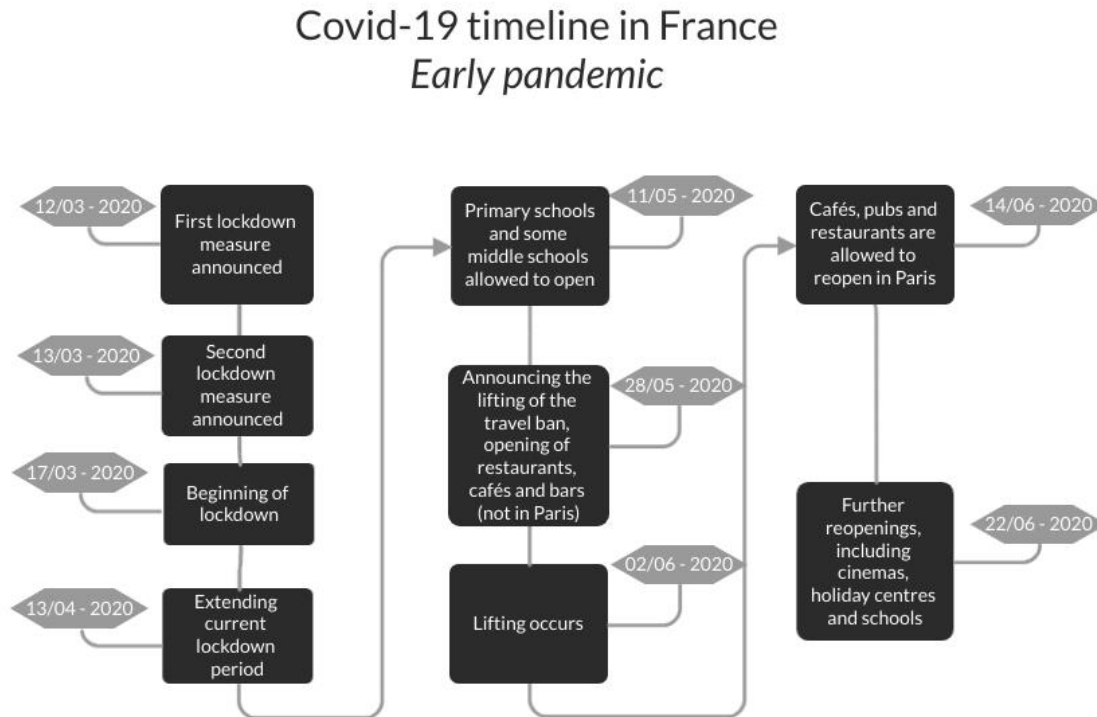 Covid-19 timeline in France
Early pandemic
12/03 - 2020
First lockdown
measure
announced
13/03 - 2020
Second
lockdown
measure
announced
17/03 - 2020
Beginning of
lockdown
13/04 - 2020
Extending
current
lockdown
period
11/05 - 2020
Primary schools
and some
middle schools
allowed to open
28/05 - 2020
Announcing the
lifting of the
travel ban,
opening of
restaurants,
cafés and bars
(not in Paris)
02/06 - 2020
Lifting occurs
14/06 - 2020
Cafés, pubs and
restaurants are
allowed to
reopen in Paris
22/06 - 2020
Further
reopenings,
including
cinemas,
holiday centres
and schools